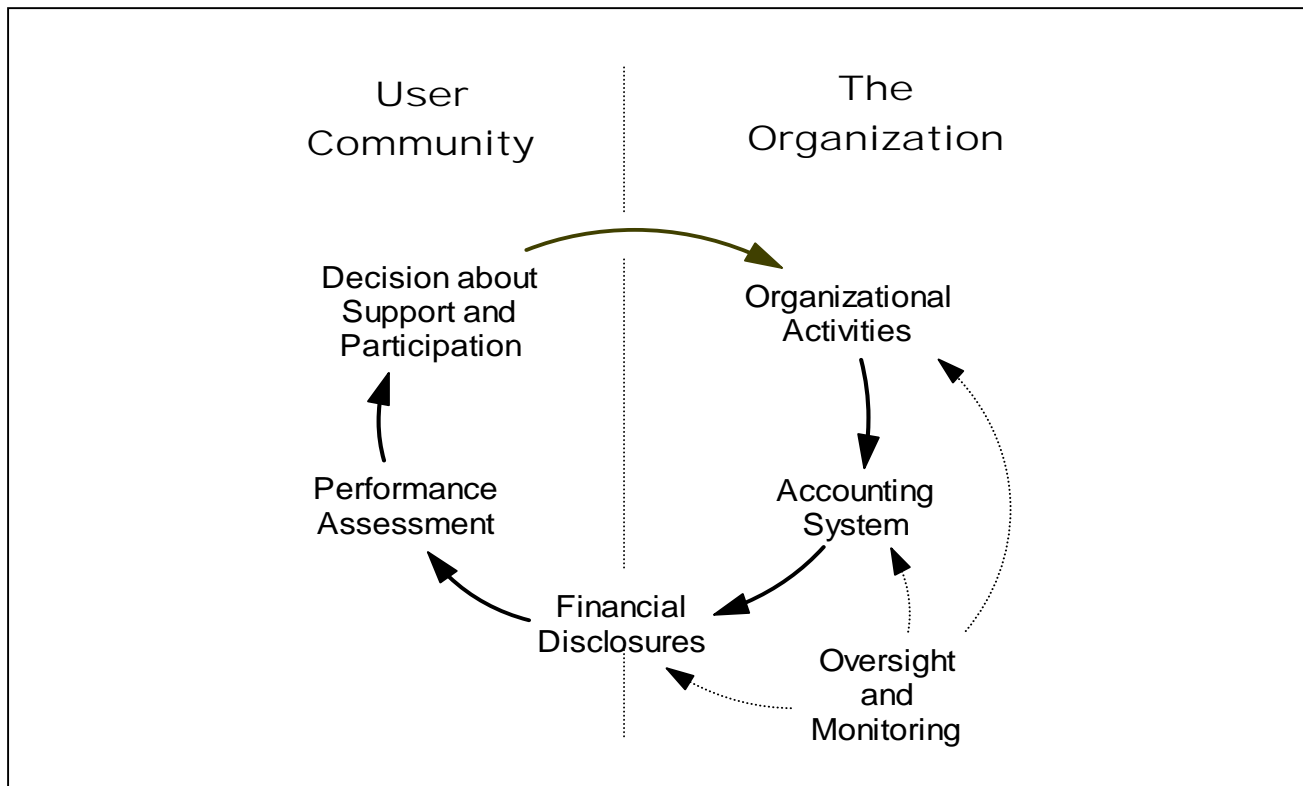 User
Community
The
Organization
Decision about
Support and
Participation
Organizational
Activities
Performance
Assessment
Accounting
System
Financial
Disclosures
Oversight
and
Monitoring